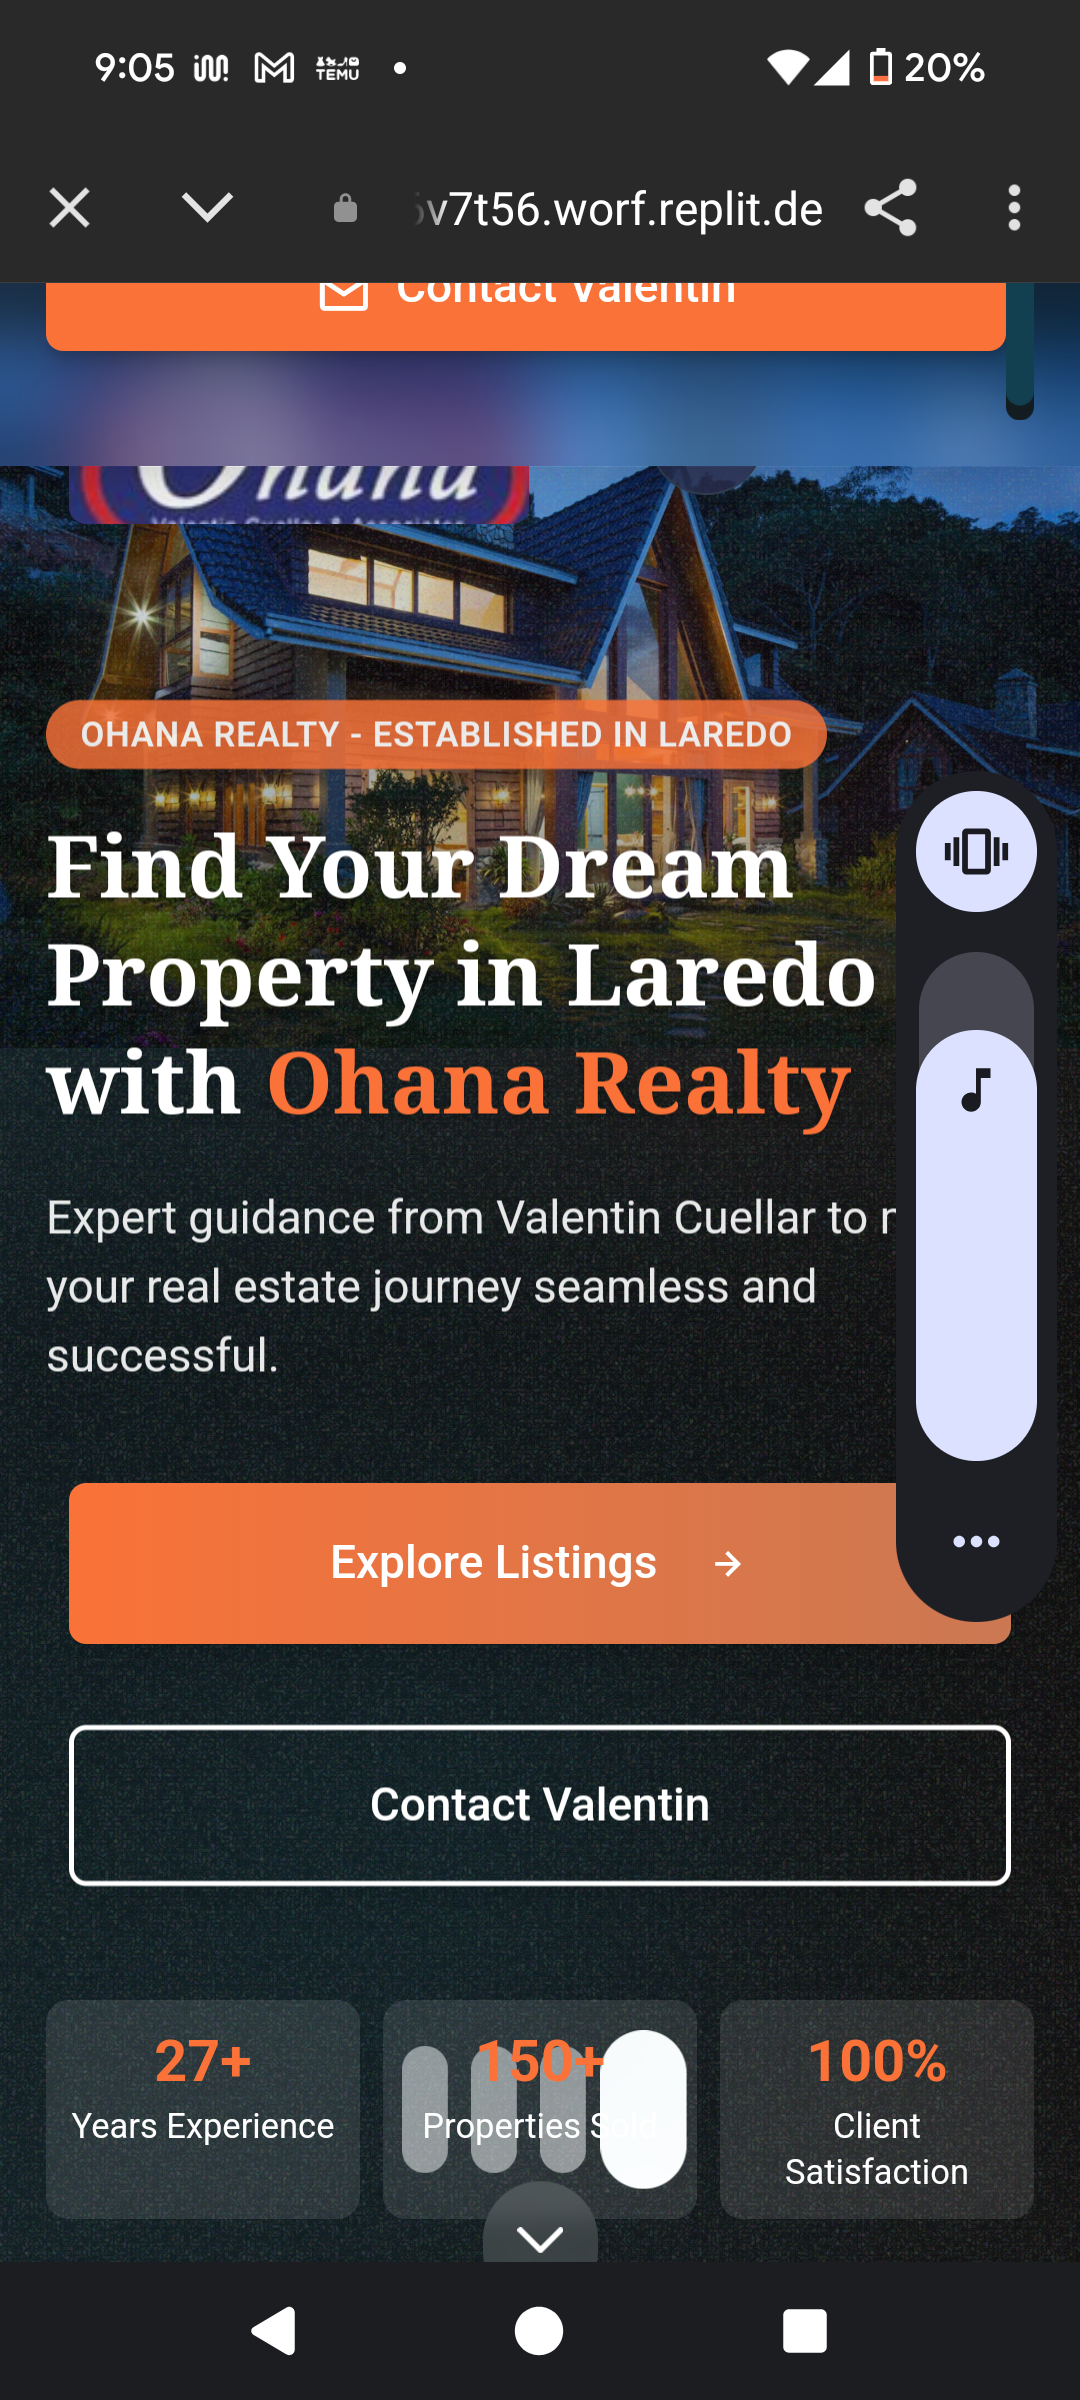 9:05
TEMU
20%
v7t56.worf.replit.de
Contact Valentin
Ohana
OHANA REALTY - ESTABLISHED IN LAREDO
Find Your Dream
Property in Laredo
with Ohana Realty
Expert guidance from Valentin Cuellar to
your real estate journey seamless and
successful.
Explore Listings →
Contact Valentin
27+
Years Experience
150+
Properties Sold
100%
Client
Satisfaction